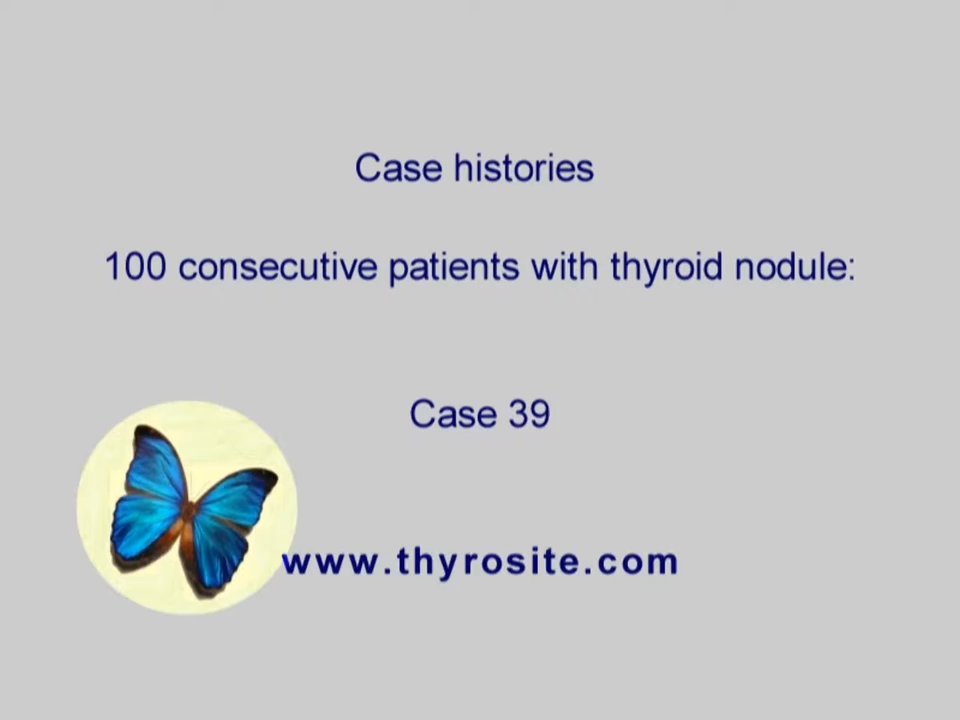 Case histories
100 consecutive patients with thyroid nodule:
Case 39
www.thyrosite.com